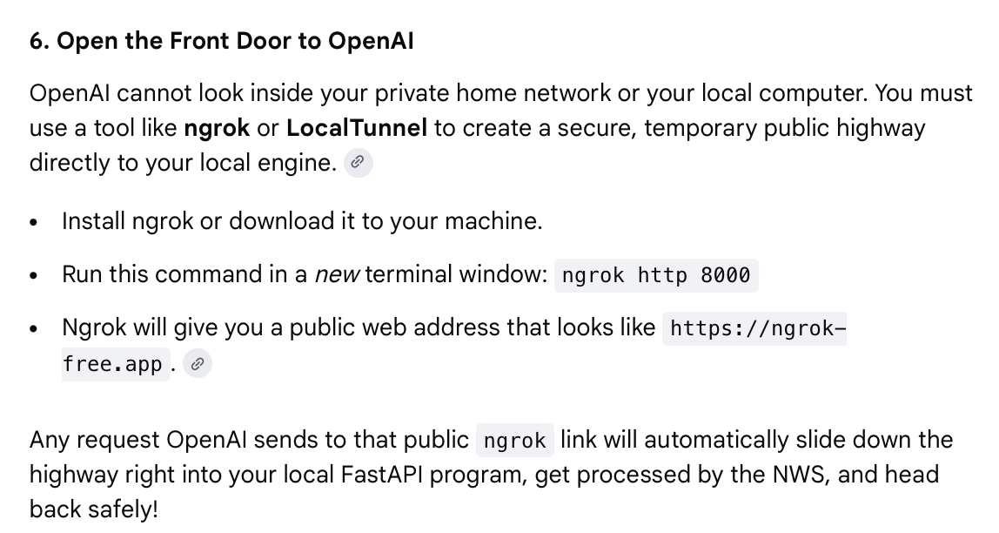 6. Open the Front Door to OpenAI
OpenAI cannot look inside your private home network or your local computer. You must
use a tool like ngrok or LocalTunnel to create a secure, temporary public highway
directly to your local engine.
• Install ngrok or download it to your machine.
• Run this command in a new terminal window: ngrok http 8000
• Ngrok will give you a public web address that looks like https://ngrok-
free.app .
Any request OpenAI sends to that public ngrok link will automatically slide down the
highway right into your local FastAPI program, get processed by the NWS, and head
back safely!